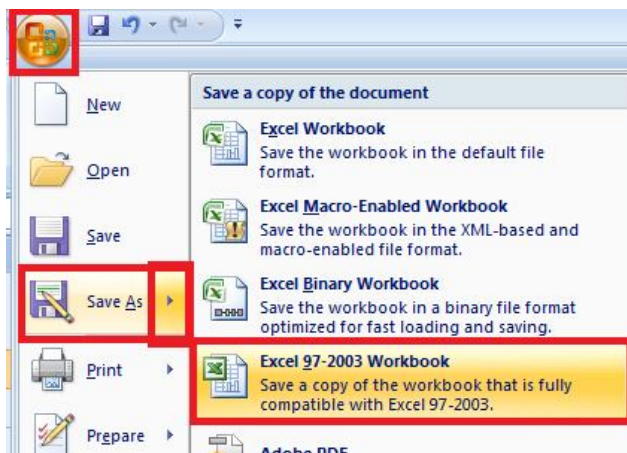 New
Open
Save
Save As
Print
Prepare
Save a copy of the document
Excel Workbook
Save the workbook in the default file
format.
Excel Macro-Enabled Workbook
Save the workbook in the XML-based and
macro-enabled file format.
Excel Binary Workbook
Save the workbook in a binary file format
optimized for fast loading and saving.
Excel 97-2003 Workbook
Save a copy of the workbook that is fully
compatible with Excel 97-2003.
Adobe PDF